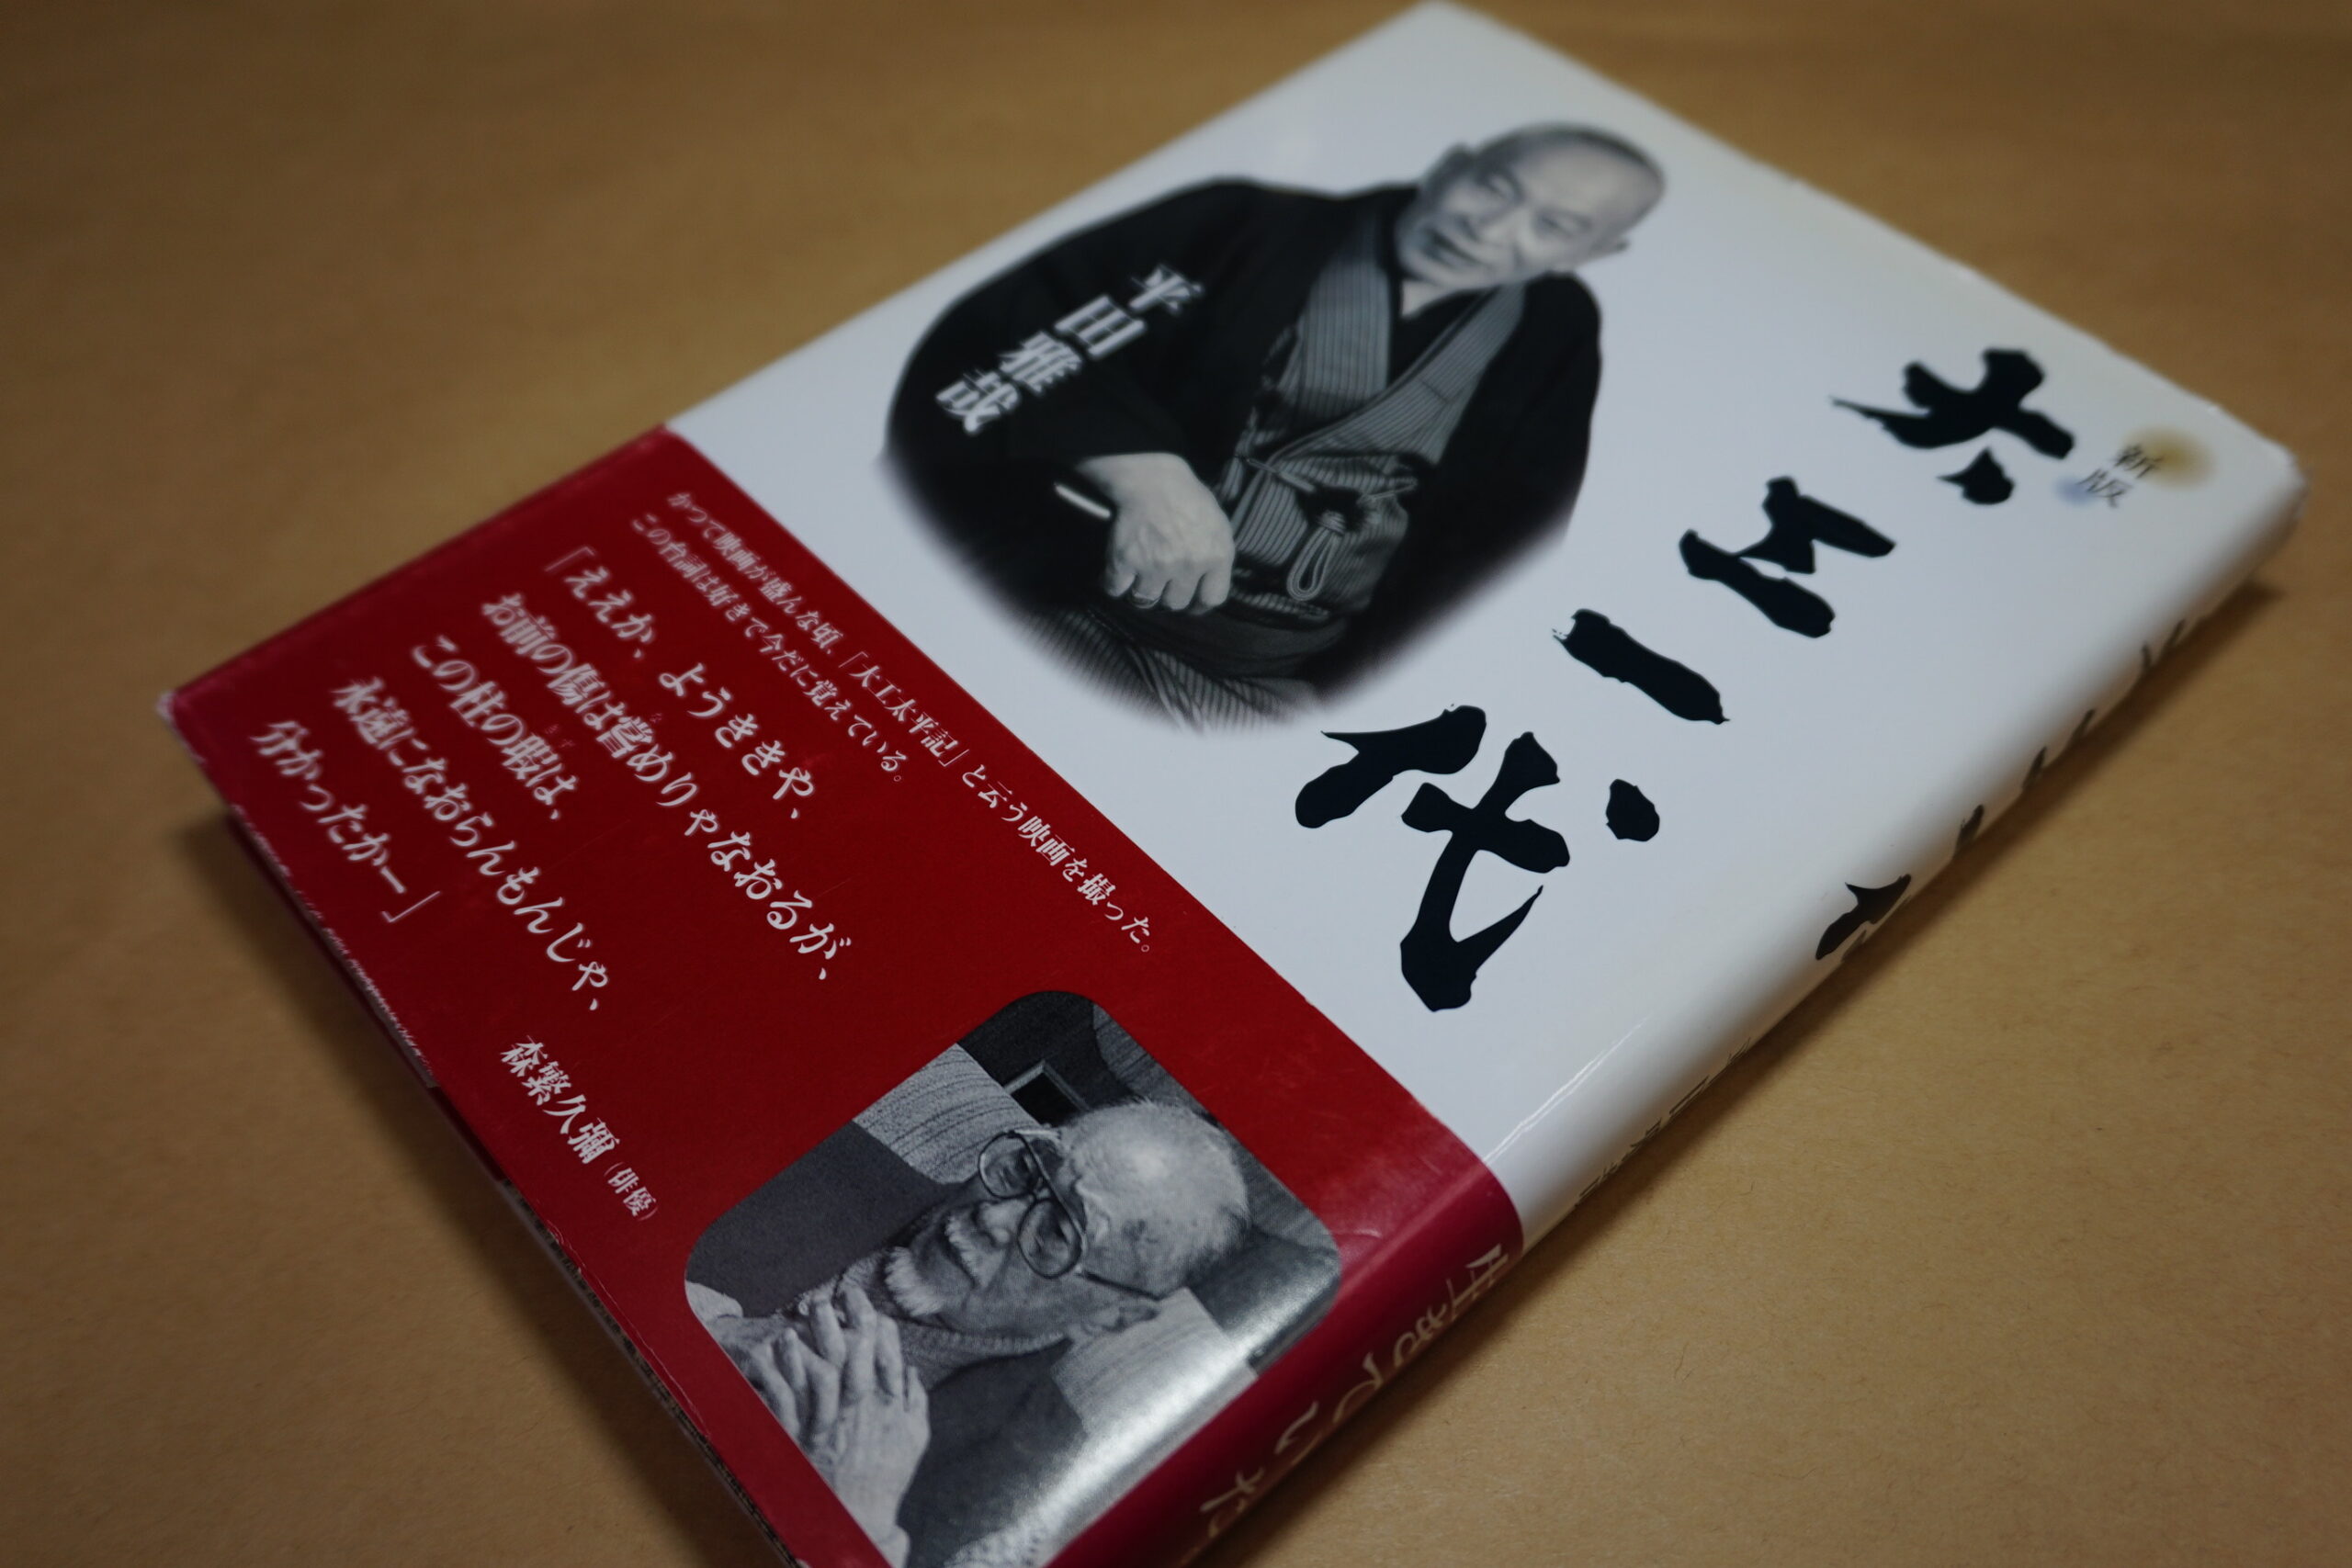 新版
大工一代
平田雅哉
かつて映画が盛んな頃、「大工太平記」と云う映画を撮った。
この台詞は好きで今だに覚えている。
「ええか、ようききや、
お前の傷は嘗めりゃなおるが、
この柱の瑕は、
永遠になおらんもんじゃ、
分かったかー」
森繁久彌(俳優)